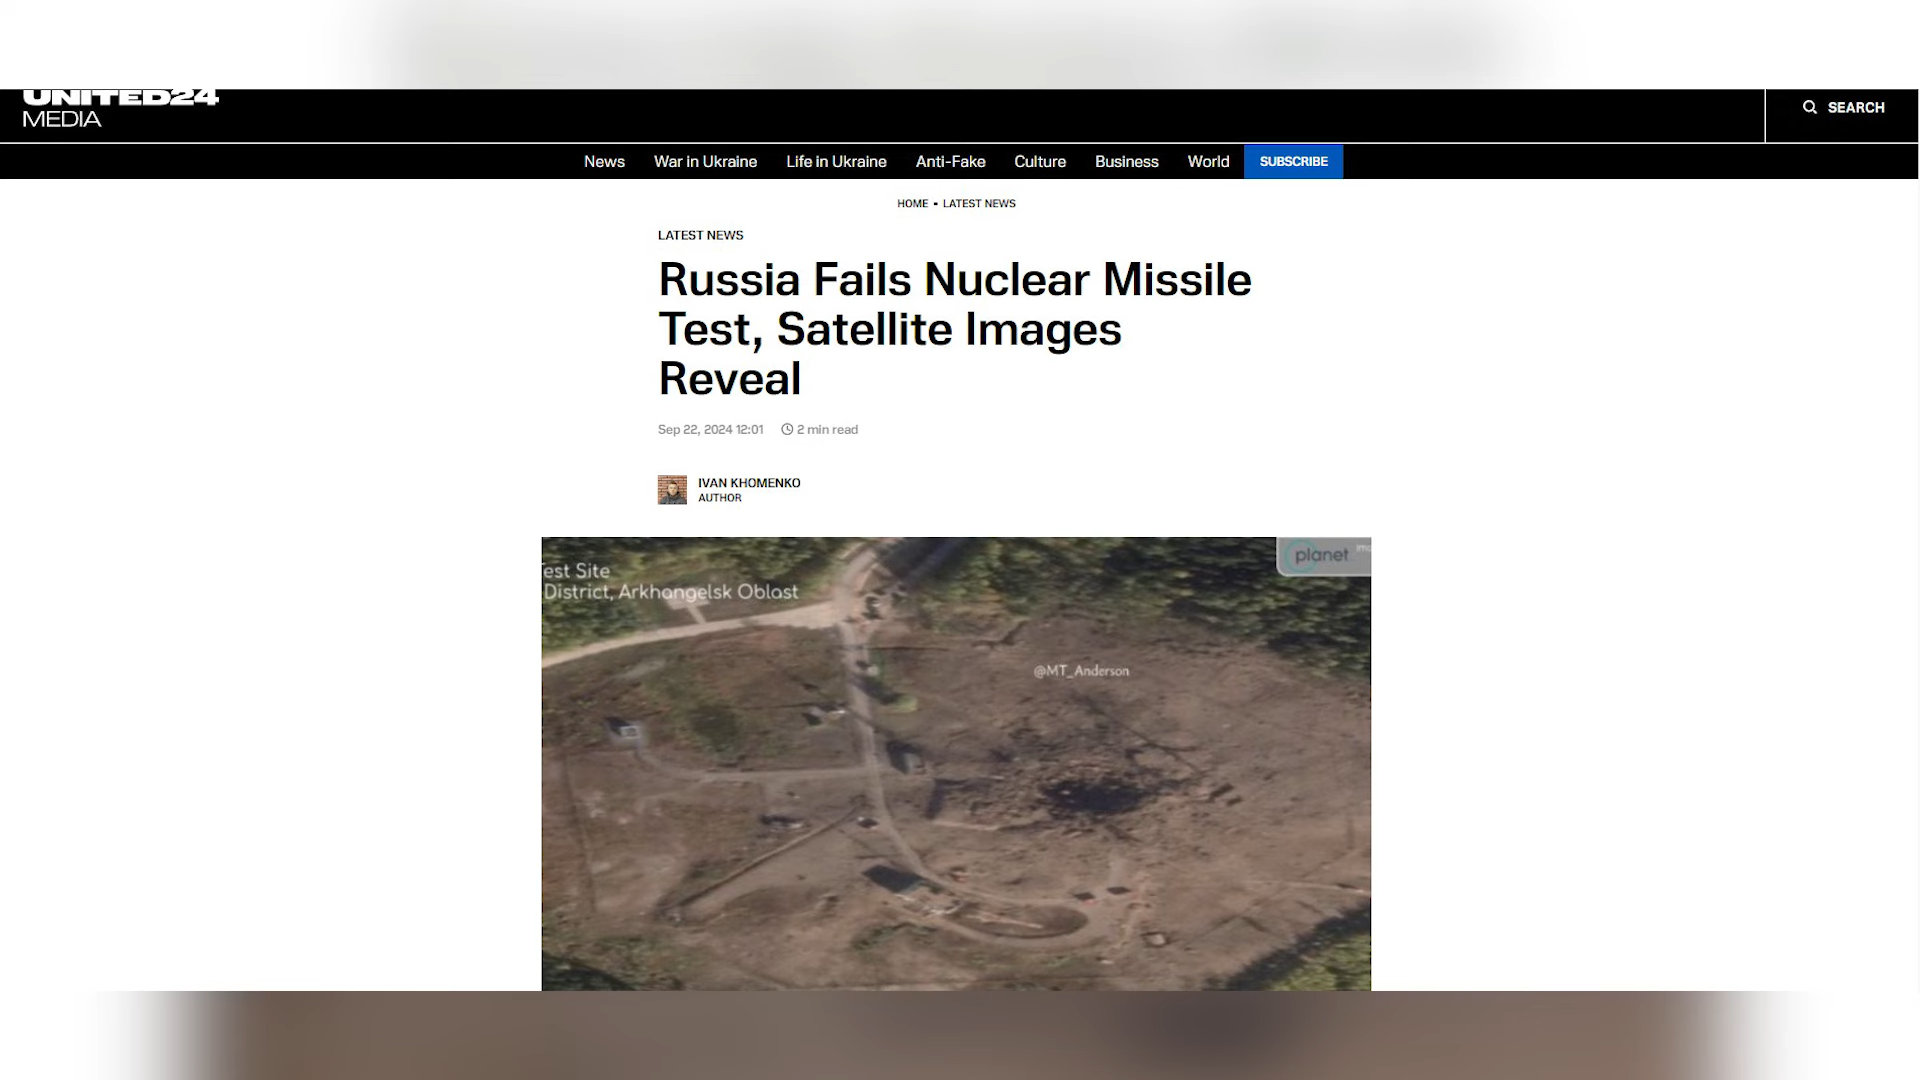 UNITED24
MEDIA
SEARCH
News War in Ukraine Life in Ukraine Anti-Fake Culture Business World SUBSCRIBE
HOME • LATEST NEWS
LATEST NEWS
Russia Fails Nuclear Missile
Test, Satellite Images
Reveal
Sep 22, 2024 12:01 2 min read
IVAN KHOMENKO
AUTHOR
planet
est Site
District, Arkhangelsk Oblast
@MT_Anderson